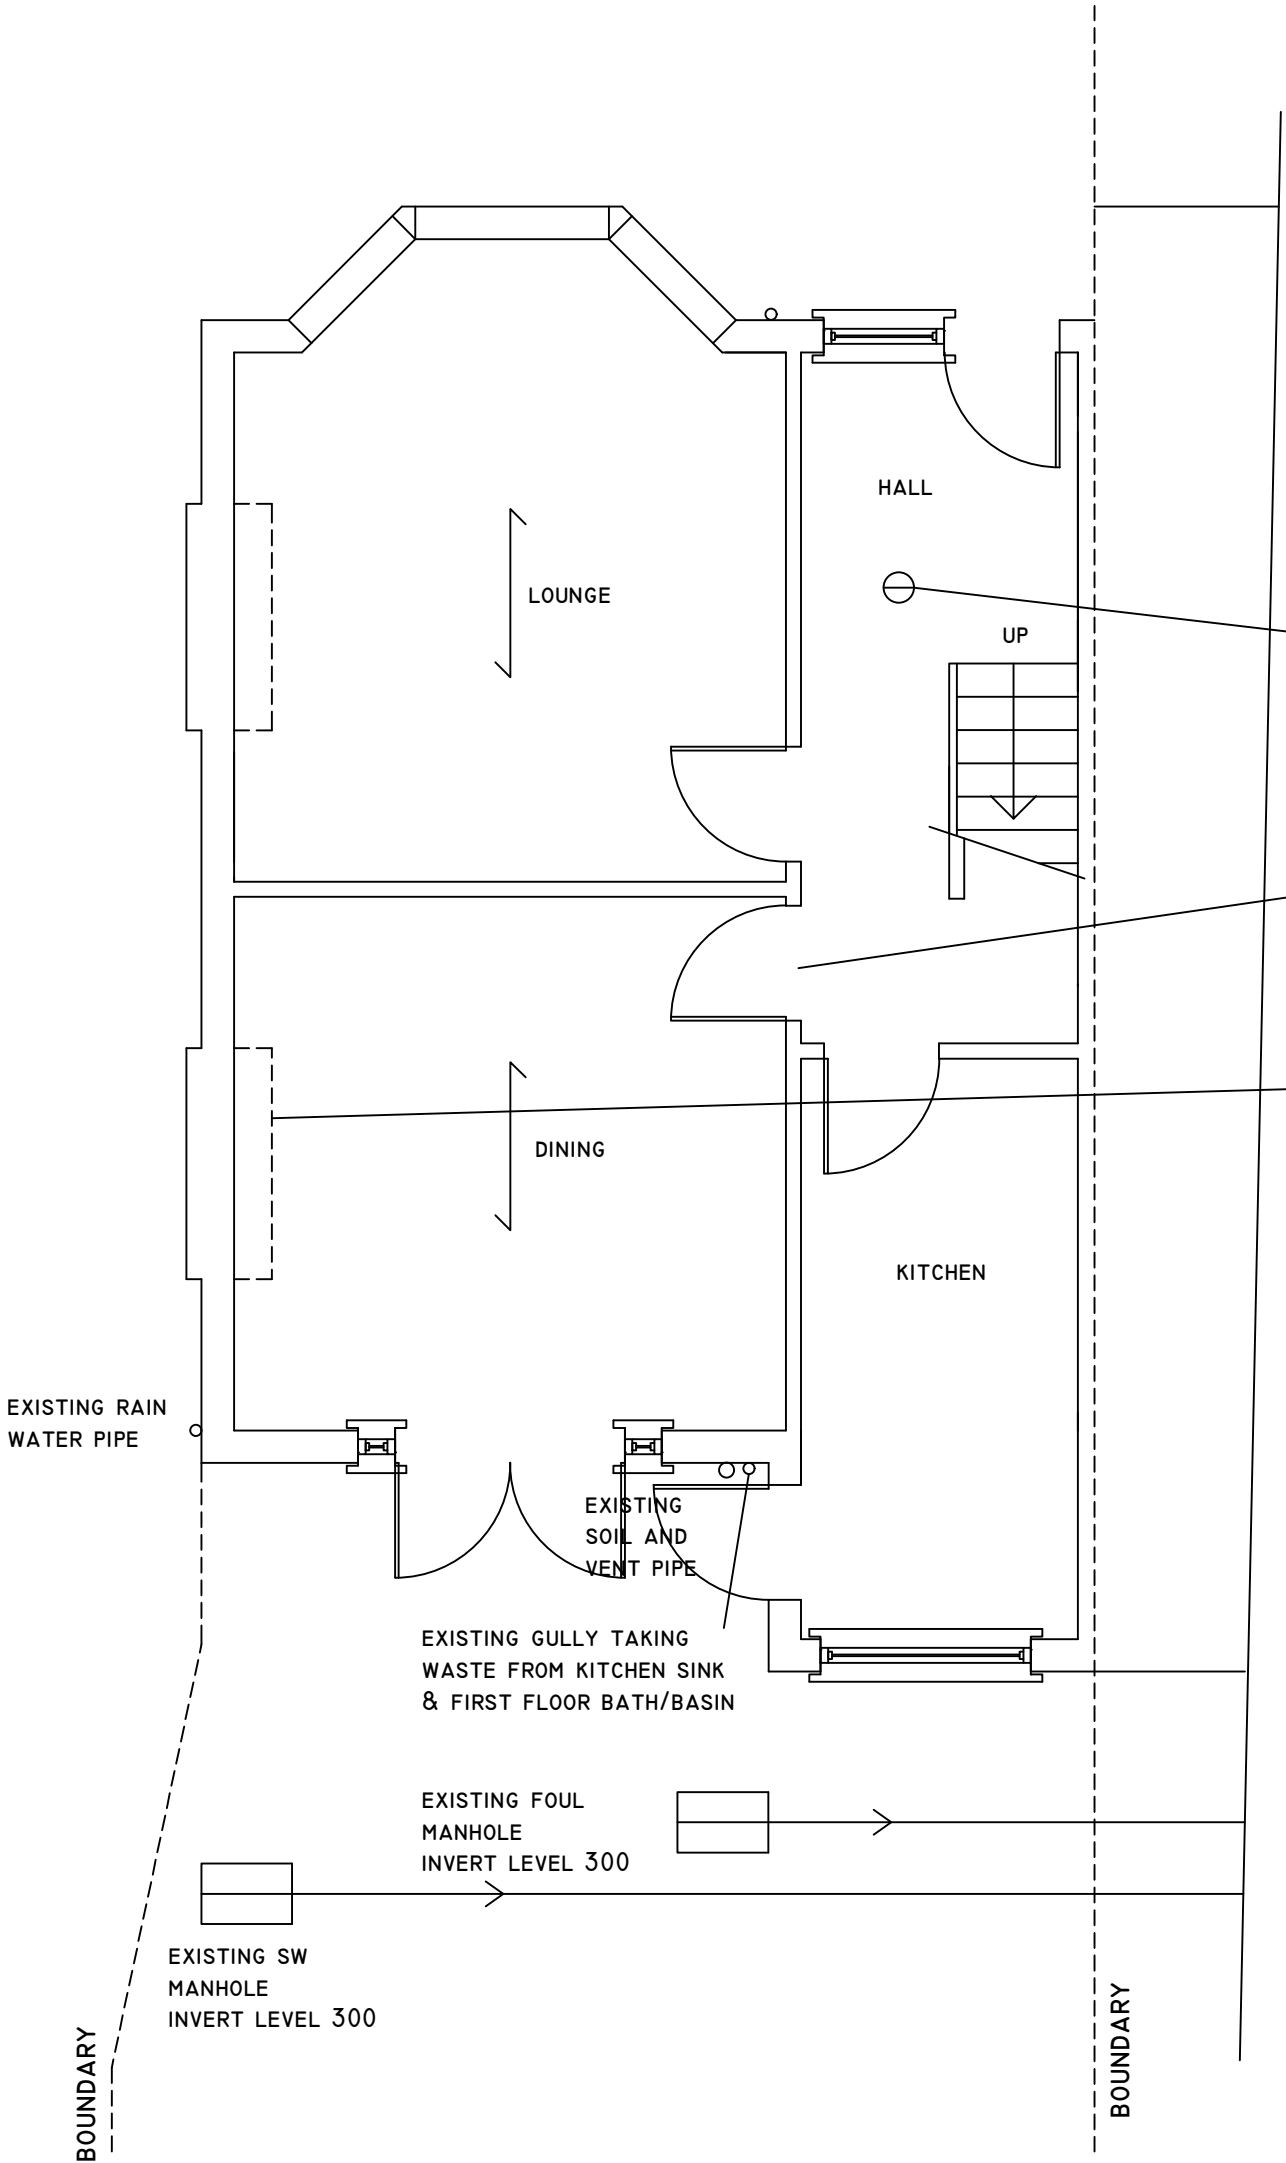 HALL
LOUNGE
UP
DINING
KITCHEN
EXISTING RAIN
WATER PIPE
EXISTING
SOIL AND
VENT PIPE
EXISTING GULLY TAKING
WASTE FROM KITCHEN SINK
& FIRST FLOOR BATH/BASIN
EXISTING FOUL
MANHOLE
INVERT LEVEL 300
EXISTING SW
MANHOLE
INVERT LEVEL 300
BOUNDARY
BOUNDARY